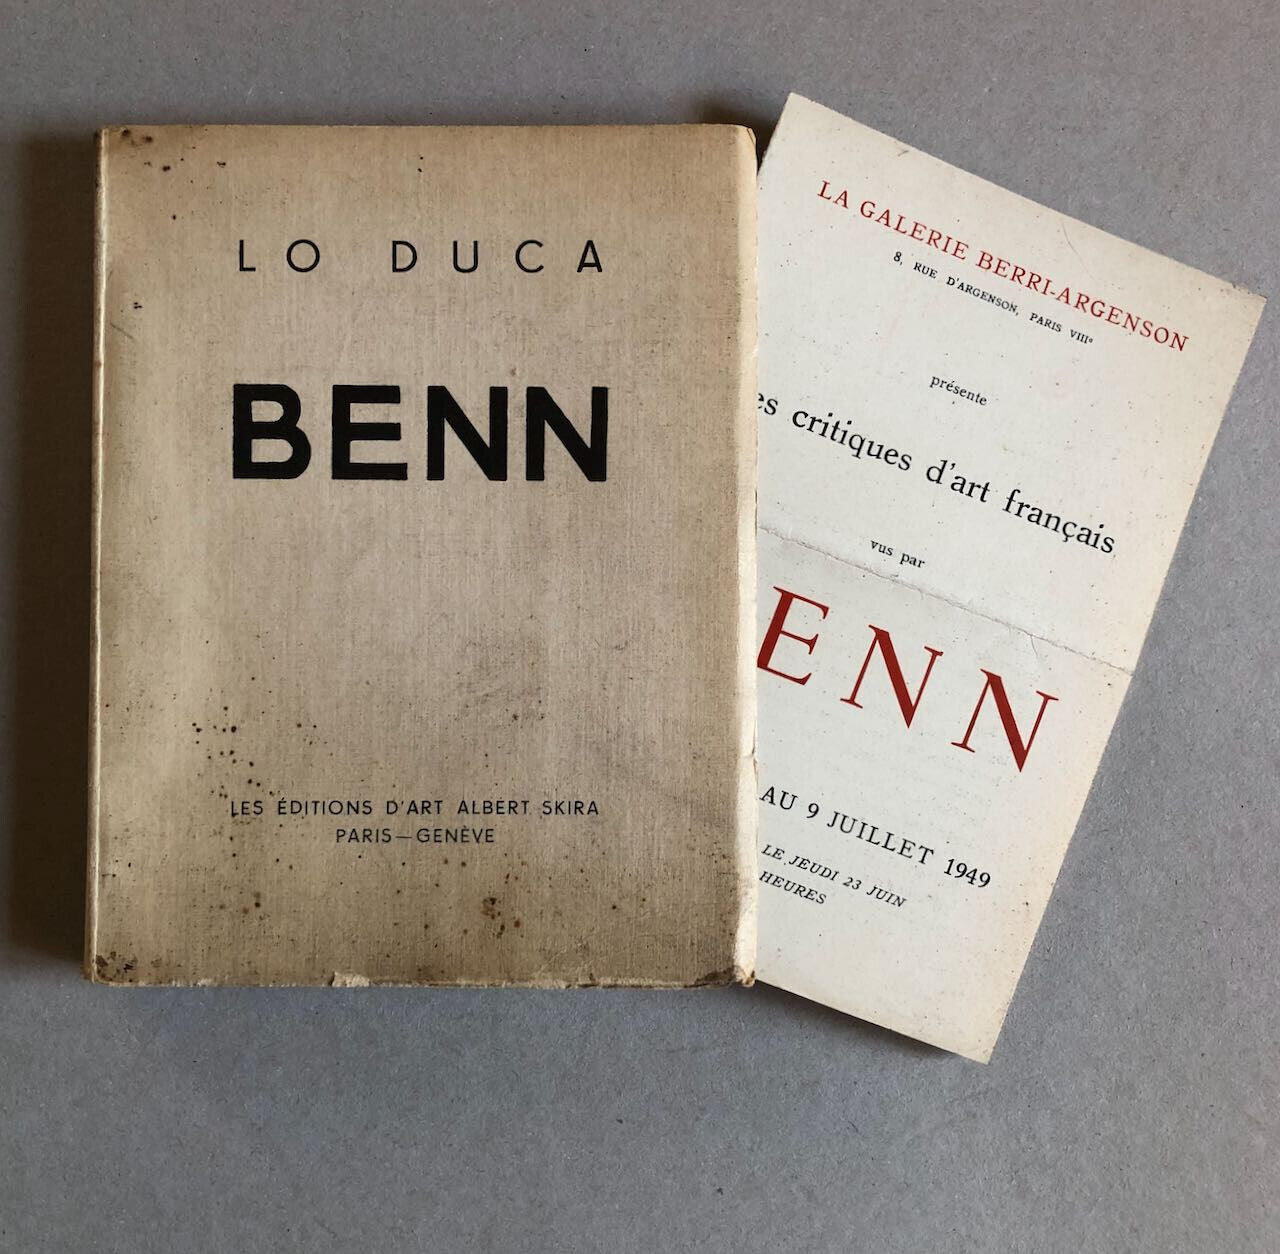 LO DUCA
BENN
LES ÉDITIONS D'ART ALBERT SKIRA
PARIS—GENÈVE
LA GALERIE BERRI-ARGENSON
8, RUE D'ARGENSON, PARIS VIIIe
présente
es critiques d'art français
vus par
ENN
AU 9 JUILLET 1949
LE JEUDI 23 JUIN
HEURES